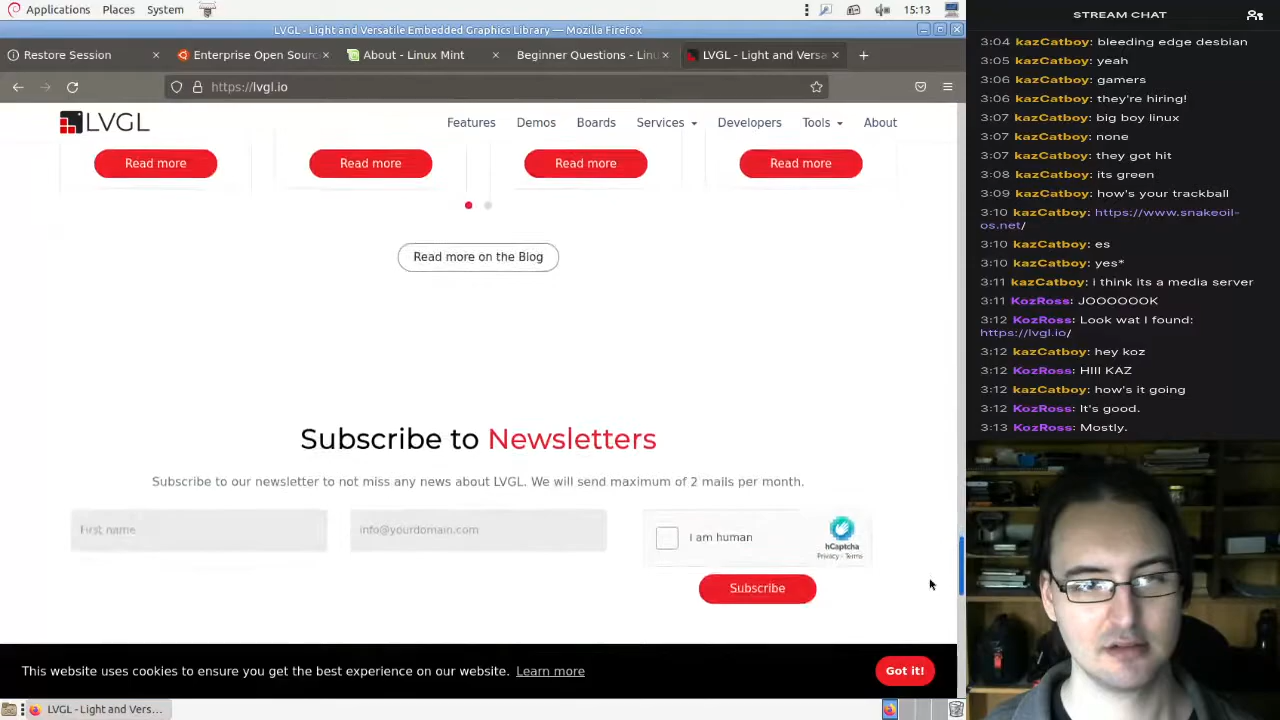 Applications Places System 15:13
LVGL - Light and Versatile Embedded Graphics Library — Mozilla Firefox
Restore Session × Enterprise Open Sourc × About - Linux Mint × Beginner Questions - Linu × LVGL - Light and Versa × +
https://lvgl.io
LVGL Features Demos Boards Services Developers Tools About
Read more Read more Read more Read more
Read more on the Blog
Subscribe to Newsletters
Subscribe to our newsletter to not miss any news about LVGL. We will send maximum of 2 mails per month.
First name info@yourdomain.com I am human
hCaptcha
Privacy - Terms
Subscribe
This website uses cookies to ensure you get the best experience on our website. Learn more Got it!
LVGL - Light and Vers...
STREAM CHAT
3:04 kazCatboy: bleeding edge desbian
3:05 kazCatboy: yeah
3:06 kazCatboy: gamers
3:06 kazCatboy: they're hiring!
3:07 kazCatboy: big boy linux
3:07 kazCatboy: none
3:07 kazCatboy: they got hit
3:08 kazCatboy: its green
3:09 kazCatboy: how's your trackball
3:10 kazCatboy: https://www.snakeoil-
os.net/
3:10 kazCatboy: es
3:10 kazCatboy: yes*
3:11 kazCatboy: i think its a media server
3:11 KozRoss: JOOOOOOK
3:12 KozRoss: Look wat I found:
https://lvgl.io/
3:12 kazCatboy: hey koz
3:12 KozRoss: HIII KAZ
3:12 kazCatboy: how's it going
3:12 KozRoss: It's good.
3:13 KozRoss: Mostly.